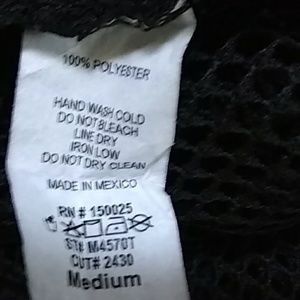 100% POLYESTER
HAND WASH COLD
DO NOT BLEACH
LINE DRY
IRON LOW
DO NOT DRY CLEAN
MADE IN MEXICO
RN # 150025
ST# M4570T
CUT# 2430
Medium